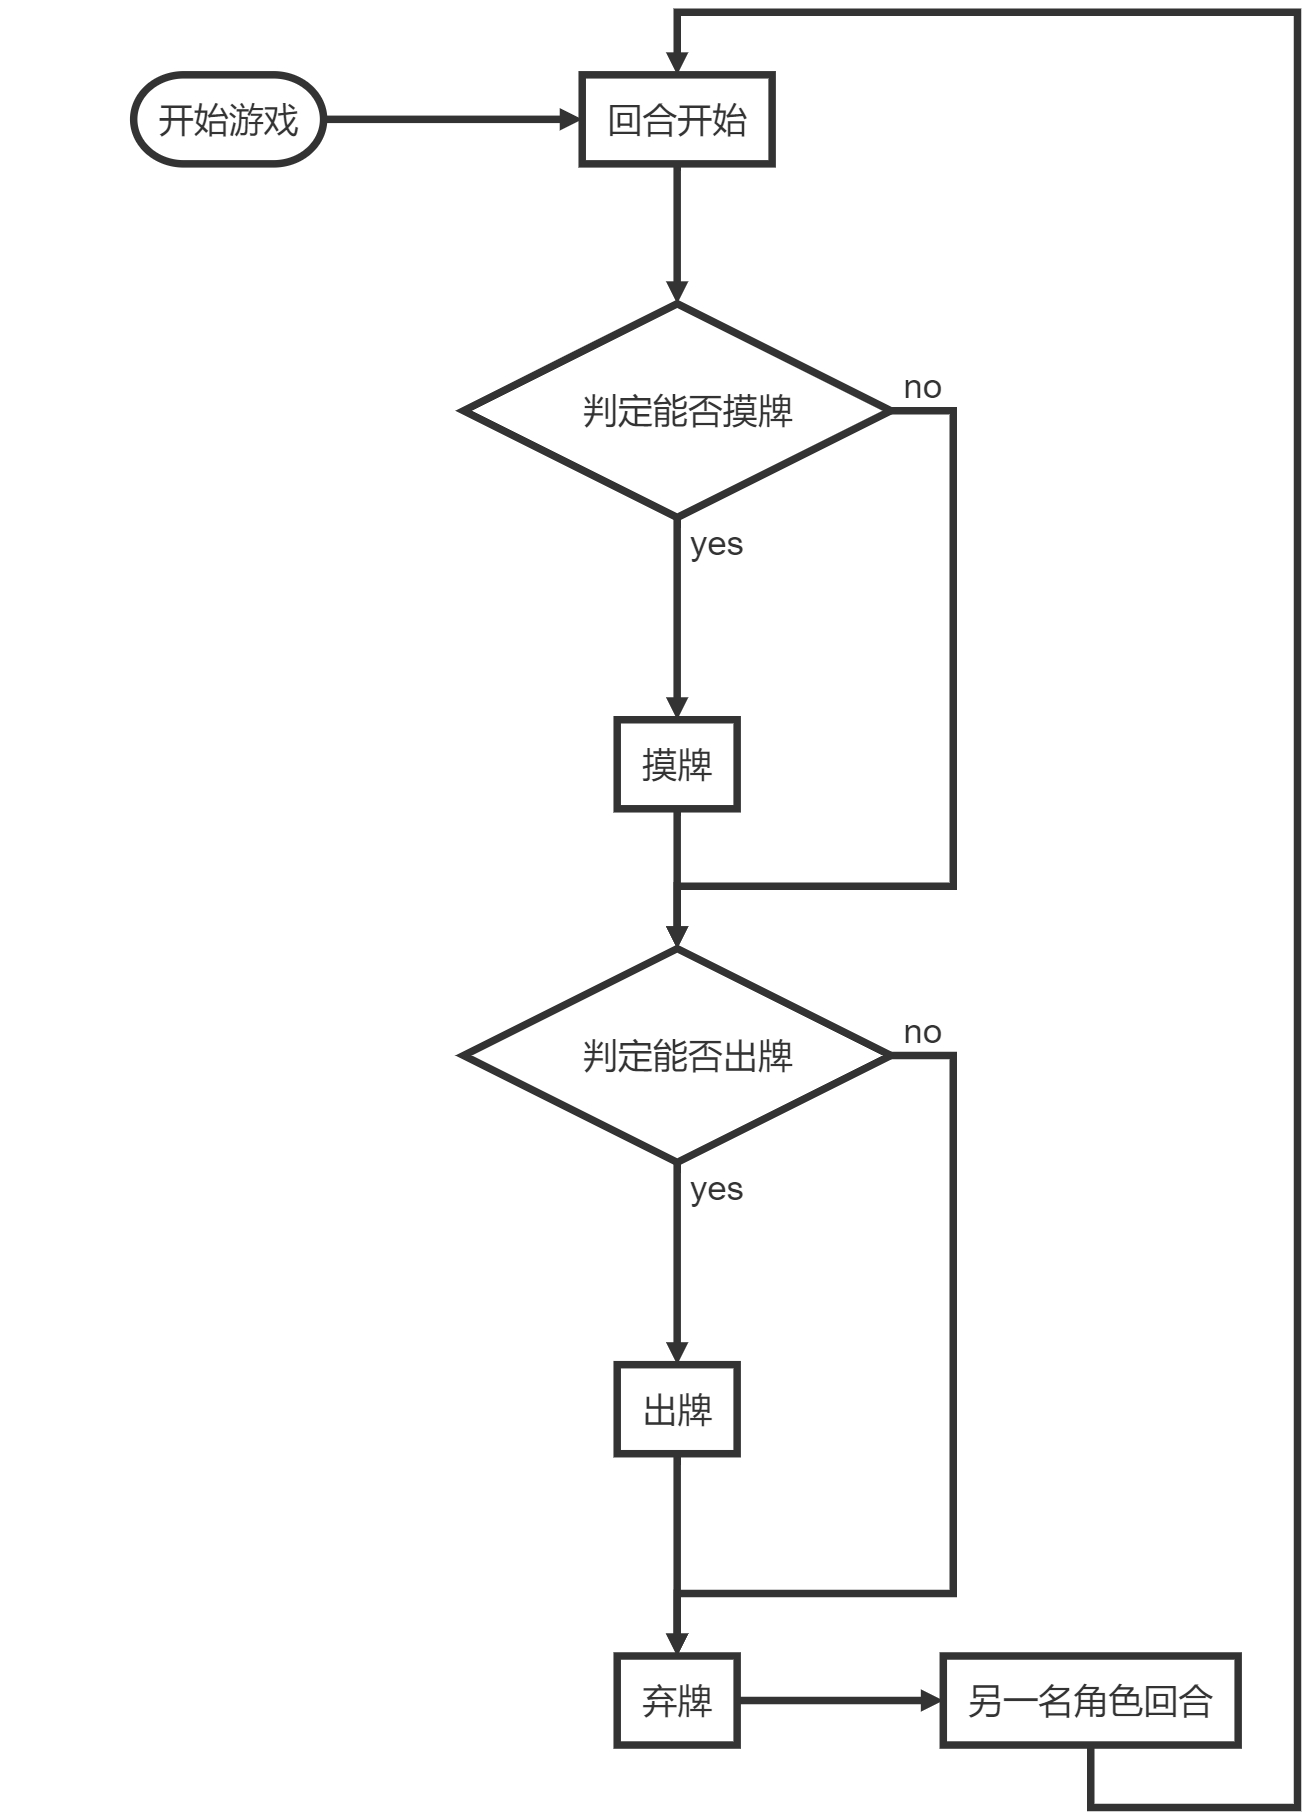 开始游戏
回合开始
判定能否摸牌
no
yes
摸牌
判定能否出牌
no
yes
出牌
弃牌
另一名角色回合